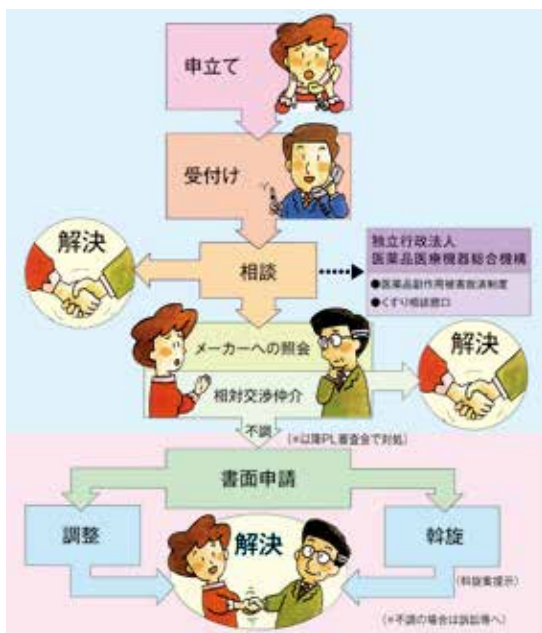 申立て
受付け
解決
相談
独立行政法人
医薬品医療機器総合機構
●医薬品副作用被害救済制度
●くすり相談窓口
メーカーへの照会
相対交渉仲介
解決
不調
(※以降PL審査会で対処)
書面申請
調整
解決
斡旋
(斡旋案提示)
(※不調の場合は訴訟等へ)